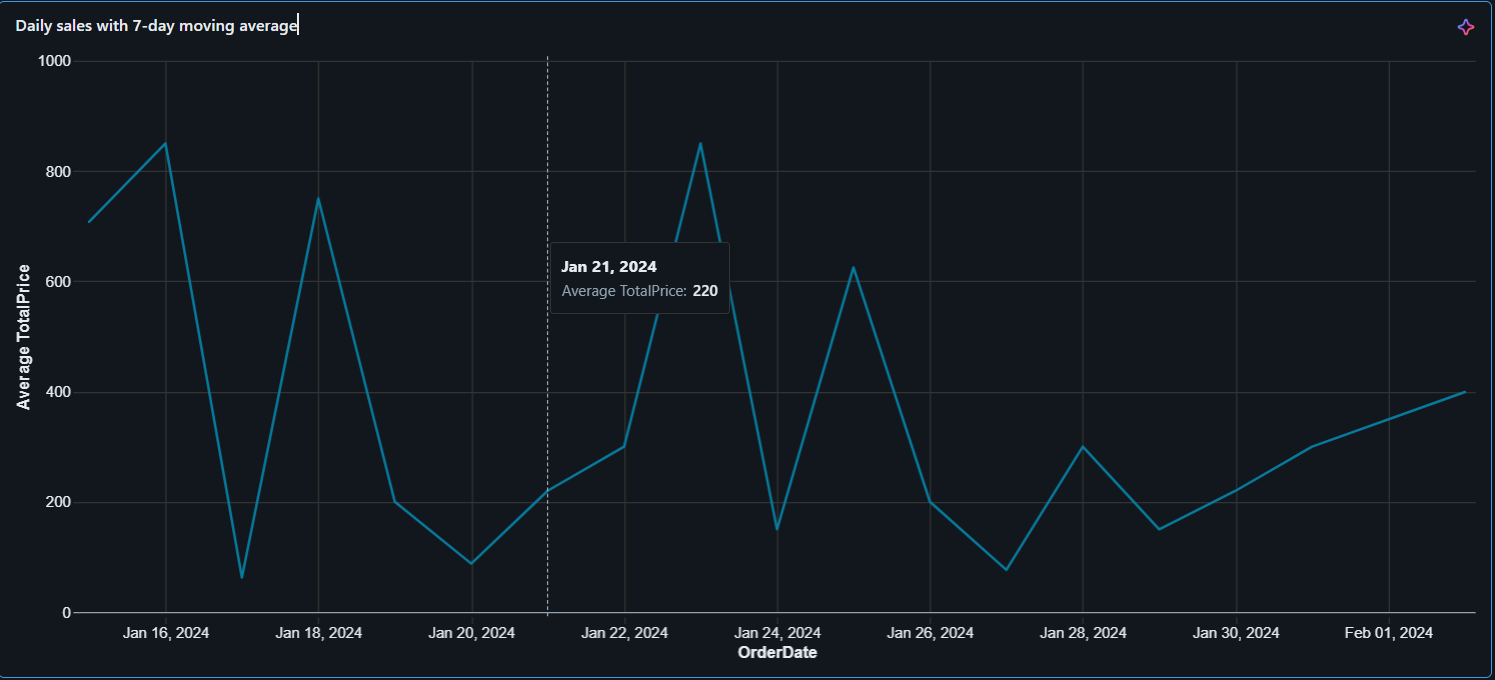 Daily sales with 7-day moving average
1000
800
600
400
200
0
Average TotalPrice
Jan 21, 2024
Average TotalPrice: 220
Jan 16, 2024 Jan 18, 2024 Jan 20, 2024 Jan 22, 2024 Jan 24, 2024 Jan 26, 2024 Jan 28, 2024 Jan 30, 2024 Feb 01, 2024
OrderDate